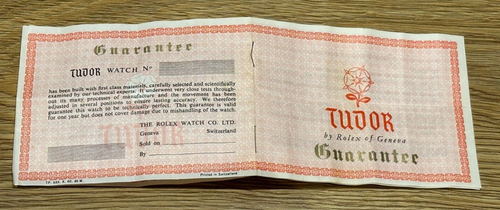 Guarantee
TUDOR WATCH Nº
has been built with first class materials, carefully selected and scientifically
examined by our technical experts. It underwent very close tests through-
out its many processes of manufacture and the movement has been
adjusted in several positions to ensure lasting accuracy. We therefore
guarantee this watch to be technically perfect. This guarantee is valid
for one year but does not cover damage due to mishandling of the watch.
THE ROLEX WATCH CO. LTD.
Geneva Switzerland
Sold on
By
Printed in Switzerland
TUDOR
by Rolex of Geneva
Guarantee